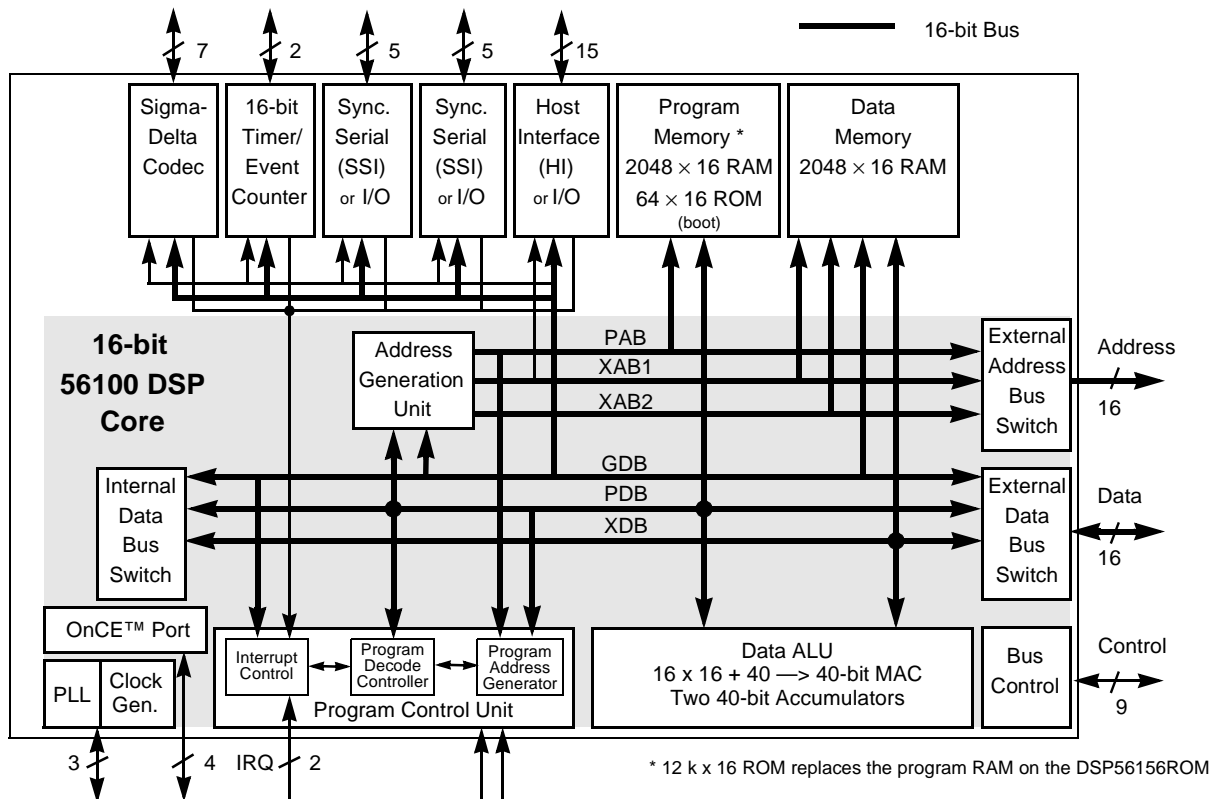 16-bit Bus
7
2
5
5
15
Sigma-
Delta
Codec
16-bit
Timer/
Event
Counter
Sync.
Serial
(SSI)
or I/O
Sync.
Serial
(SSI)
or I/O
Host
Interface
(HI)
or I/O
Program
Memory *
2048 × 16 RAM
64 × 16 ROM
(boot)
Data
Memory
2048 × 16 RAM
16-bit
56100 DSP
Core
Address
Generation
Unit
PAB
XAB1
XAB2
External
Address
Bus
Switch
Address
16
Internal
Data
Bus
Switch
GDB
PDB
XDB
External
Data
Bus
Switch
Data
16
OnCE™ Port
PLL
Clock
Gen.
Interrupt
Control
Program
Decode
Controller
Program
Address
Generator
Program Control Unit
Data ALU
16 x 16 + 40 —> 40-bit MAC
Two 40-bit Accumulators
Bus
Control
Control
9
3
4
IRQ
2
* 12 k x 16 ROM replaces the program RAM on the DSP56156ROM